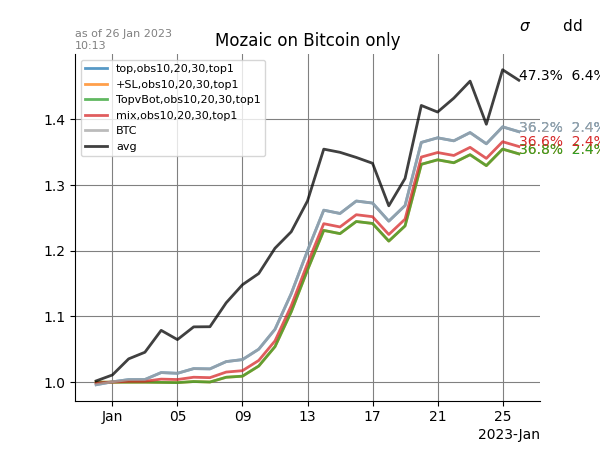 σ dd
as of 26 Jan 2023
10:13
Mozaic on Bitcoin only
top,obs10,20,30,top1
+SL,obs10,20,30,top1
TopvBot,obs10,20,30,top1
mix,obs10,20,30,top1
BTC
avg
47.3% 6.4%
36.2% 2.4%
36.6% 2.4%
36.8% 2.4%
1.4
1.3
1.2
1.1
1.0
Jan 05 09 13 17 21 25
2023-Jan